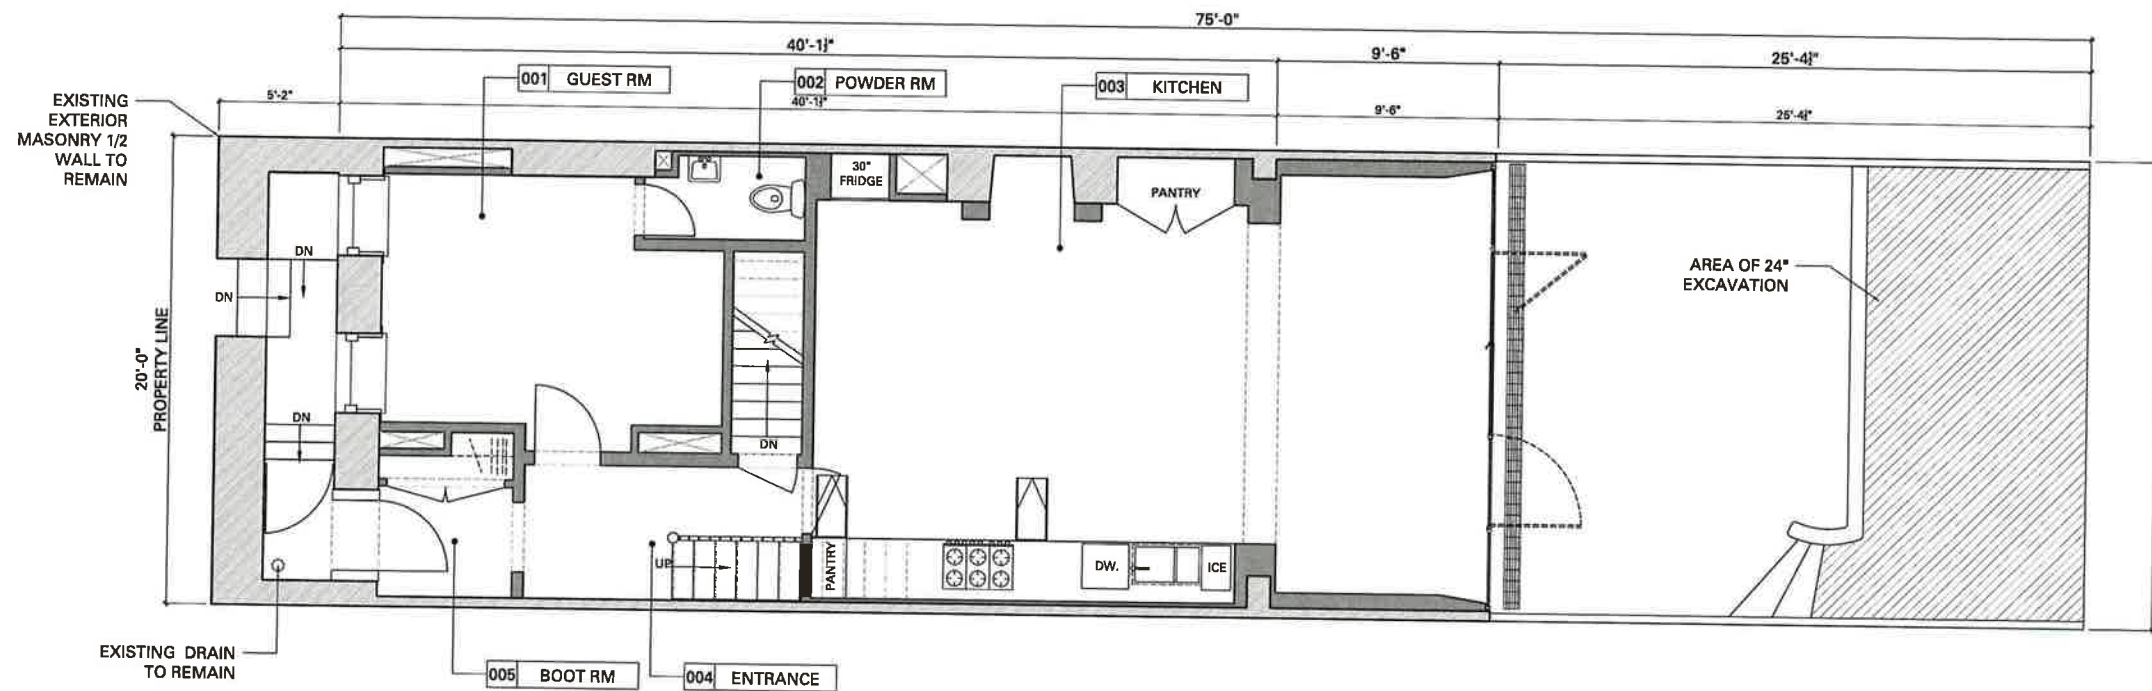 75'-0"
40'-1½"
9'-6"
25'-4½"
001 GUEST RM
002 POWDER RM
003 KITCHEN
5'-2"
40'-1½"
9'-6"
25'-4½"
EXISTING
EXTERIOR
MASONRY 1/2
WALL TO
REMAIN
30"
FRIDGE
PANTRY
DN
DN
AREA OF 24"
EXCAVATION
20'-0"
PROPERTY LINE
DN
DN
UP
PANTRY
DW.
ICE
EXISTING DRAIN
TO REMAIN
005 BOOT RM
004 ENTRANCE